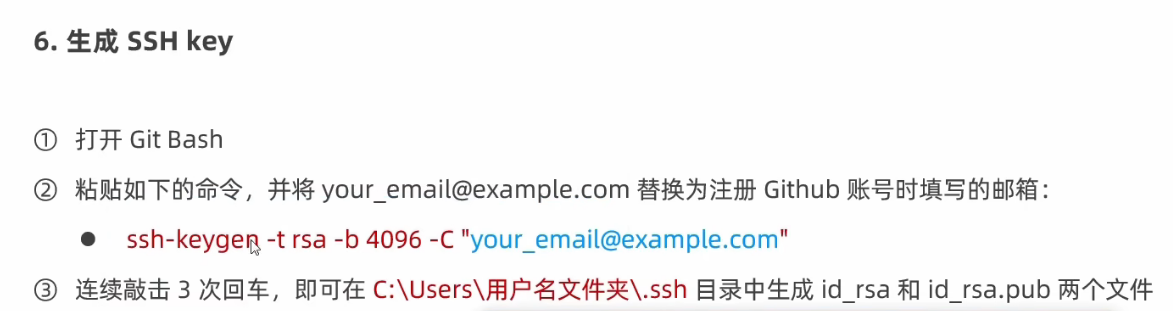 6. 生成 SSH key
① 打开 Git Bash
② 粘贴如下的命令，并将 your_email@example.com 替换为注册 Github 账号时填写的邮箱：
● ssh-keygen -t rsa -b 4096 -C "your_email@example.com"
③ 连续敲击 3 次回车，即可在 C:\Users\用户名文件夹\.ssh 目录中生成 id_rsa 和 id_rsa.pub 两个文件